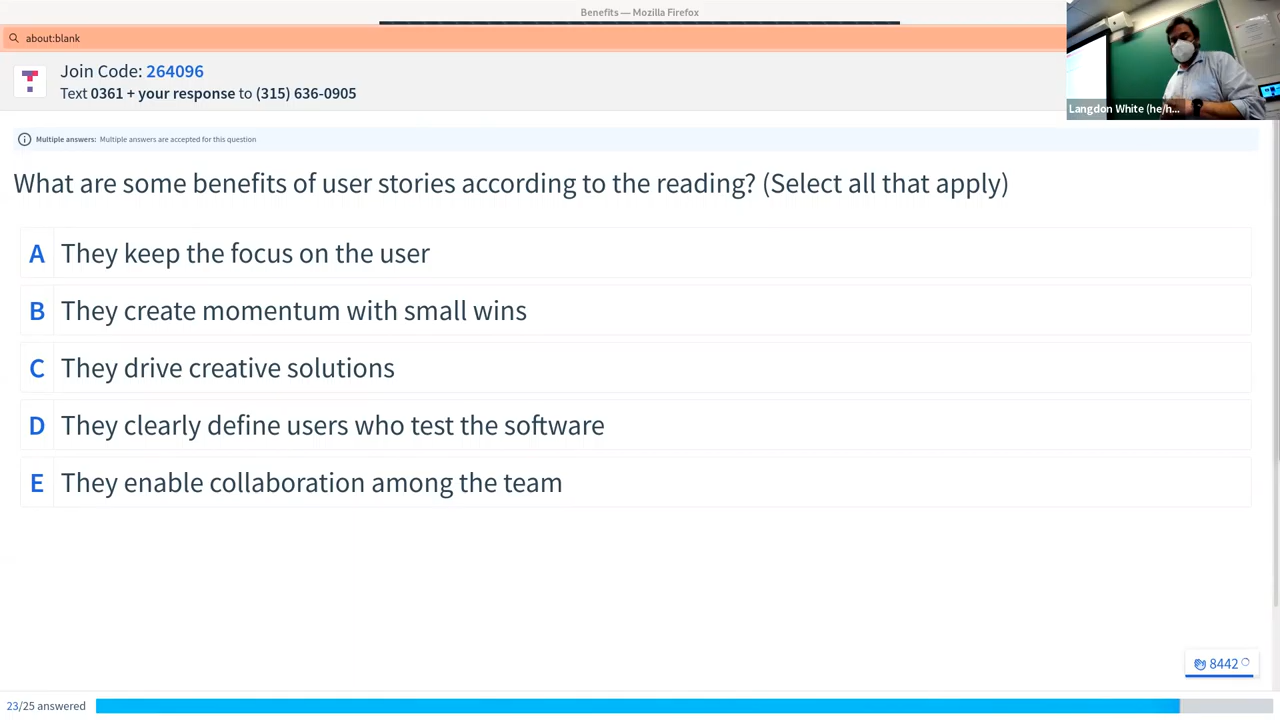 Benefits — Mozilla Firefox
about:blank
Join Code: 264096
Text 0361 + your response to (315) 636-0905
Langdon White (he/h...
Multiple answers: Multiple answers are accepted for this question
What are some benefits of user stories according to the reading? (Select all that apply)
A They keep the focus on the user
B They create momentum with small wins
C They drive creative solutions
D They clearly define users who test the software
E They enable collaboration among the team
8442
23/25 answered